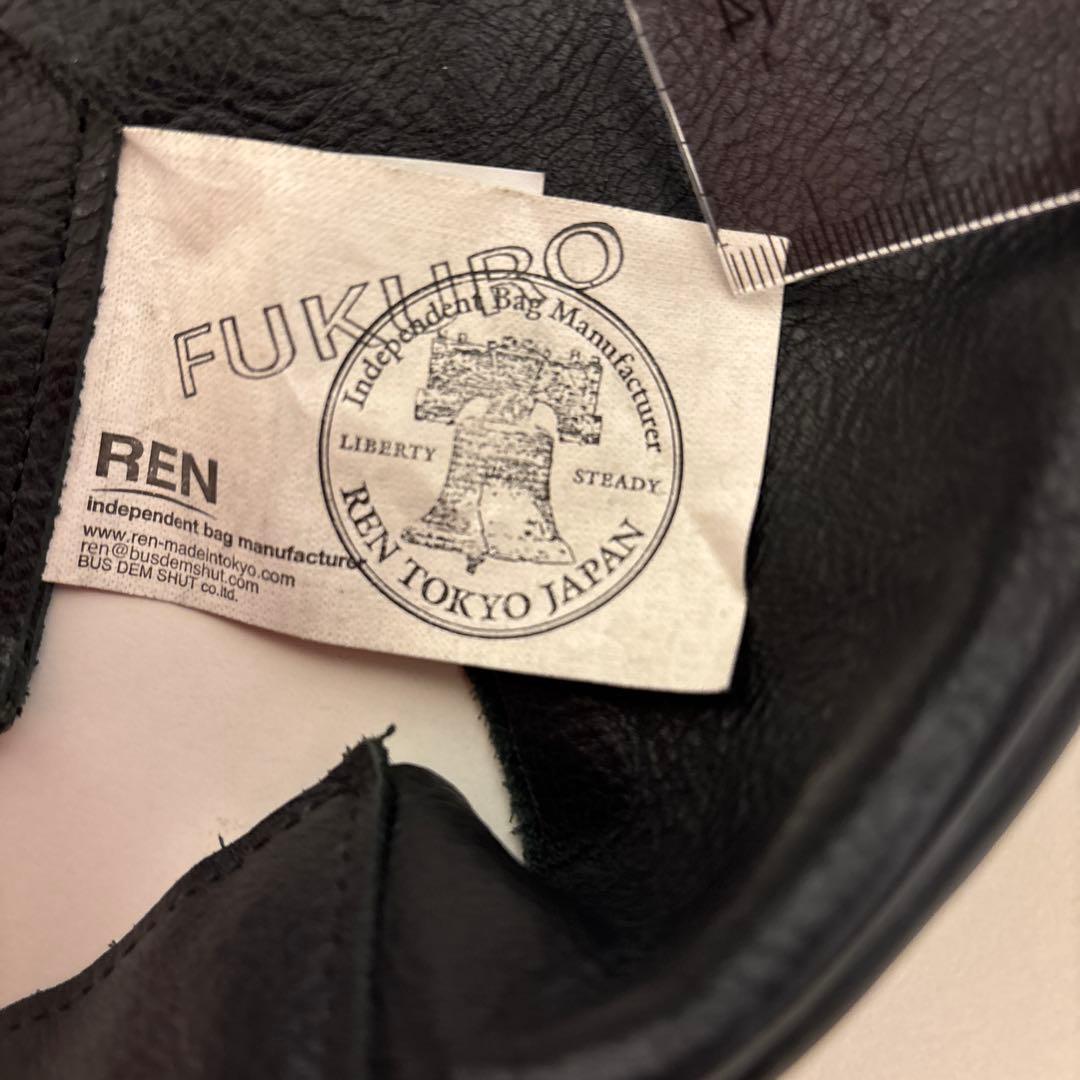 FUKURO
REN
independent bag manufacturer
www.ren-madeintokyo.com
ren@busdemshut.com
BUS DEM SHUT co.ltd.
Independent Bag Manufacturer
LIBERTY
STEADY
REN TOKYO JAPAN